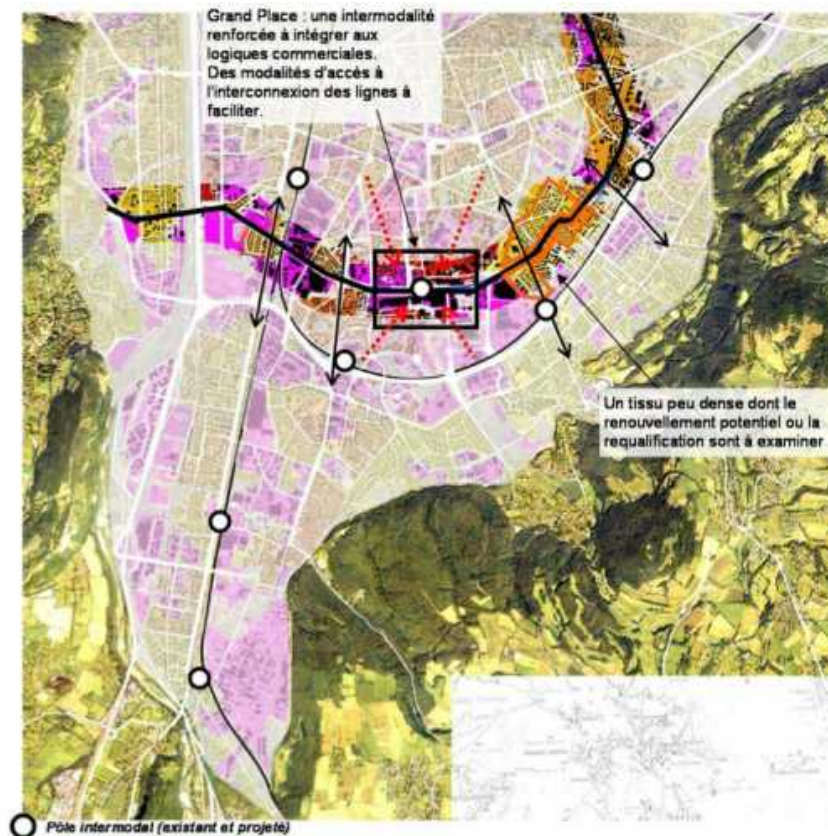 Grand Place : une intermodalité
renforcée à intégrer aux
logiques commerciales.
Des modalités d'accès à
l'interconnexion des lignes à
faciliter.
Un tissu peu dense dont le
renouvellement potentiel ou la
requalification sont à examiner
Pôle intermodal (existant et projeté)